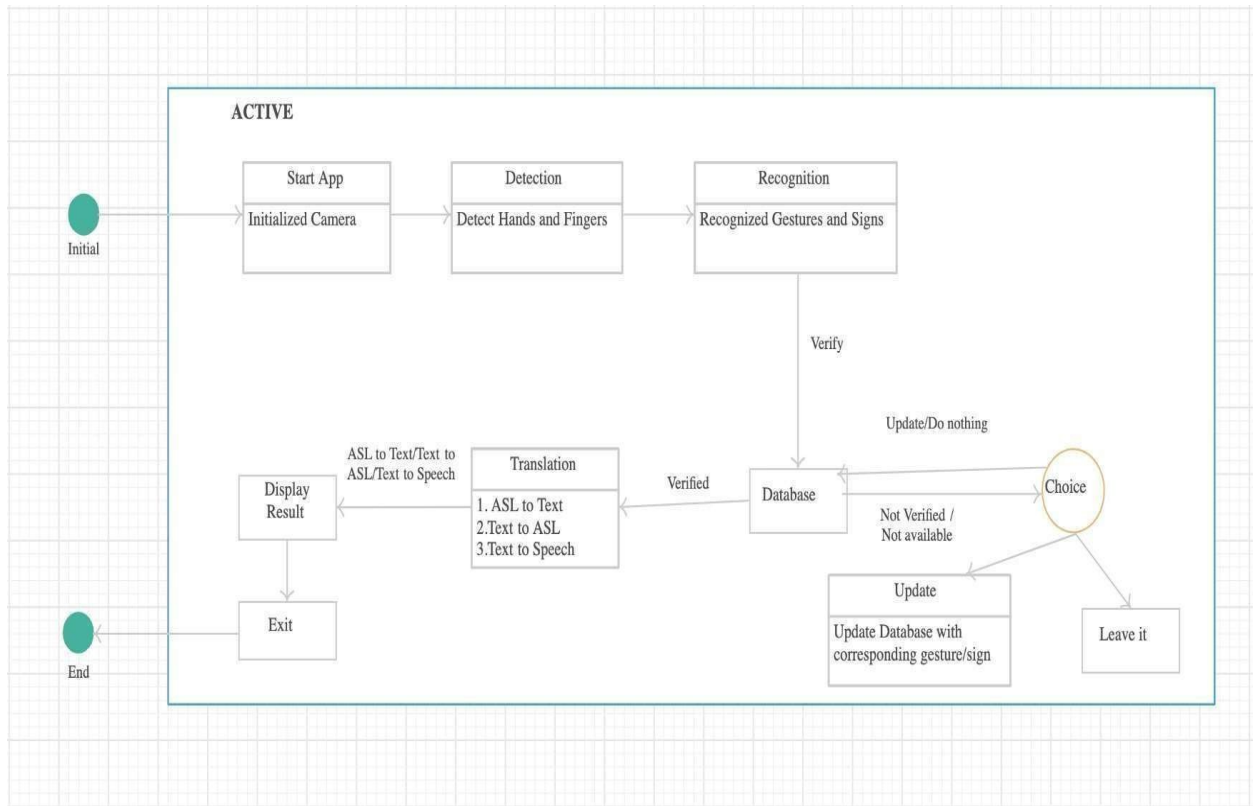 ACTIVE
Start App
Initialized Camera
Detection
Detect Hands and Fingers
Recognition
Recognized Gestures and Signs
Initial
Verify
Update/Do nothing
ASL to Text/Text to
ASL/Text to Speech
Display
Result
Translation
1. ASL to Text
2.Text to ASL
3.Text to Speech
Verified
Database
Choice
Not Verified /
Not available
Update
Update Database with
corresponding gesture/sign
Leave it
Exit
End